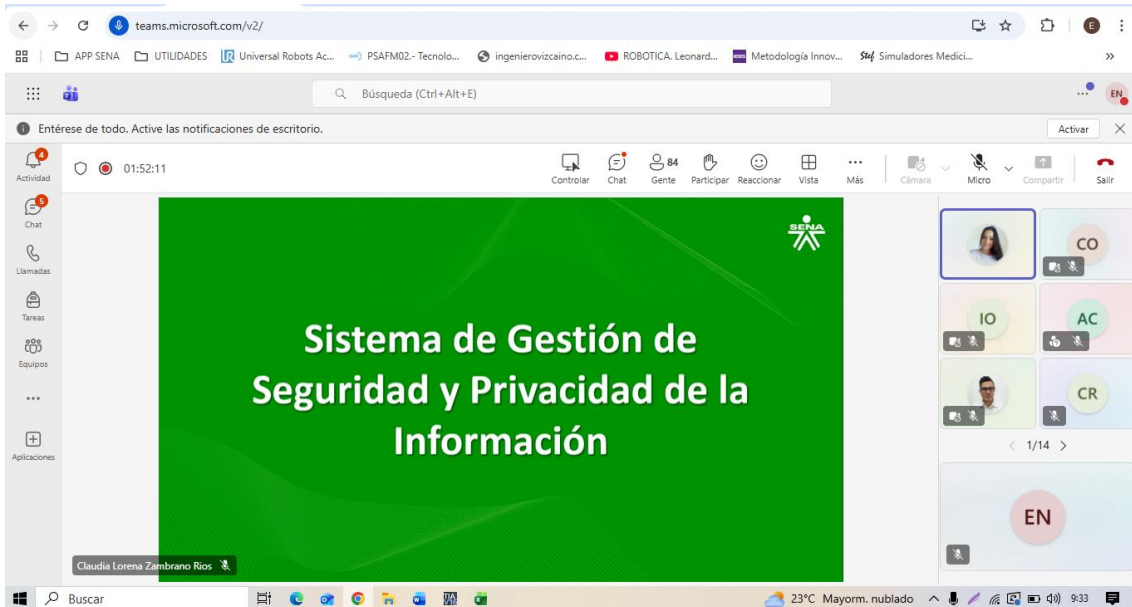 teams.microsoft.com/v2/
E
APP SENA
UTILIDADES
Universal Robots Ac...
PSAFM02.- Tecnolo...
ingenierovizcaino.c...
ROBOTICA. Leonard...
Metodología Innov...
Simuladores Medici...
Búsqueda (Ctrl+Alt+E)
EN
Entérese de todo. Active las notificaciones de escritorio.
Activar
4
Actividad
01:52:11
Controlar
Chat
84
Gente
Participar
Reaccionar
Vista
Más
Cámara
Micro
Compartir
Salir
5
Chat
Llamadas
Tareas
Equipos
Aplicaciones
SENA
Sistema de Gestión de
Seguridad y Privacidad de la
Información
Claudia Lorena Zambrano Rios
CO
IO
AC
CR
1/14
EN
Buscar
23°C Mayorm. nublado
9:33